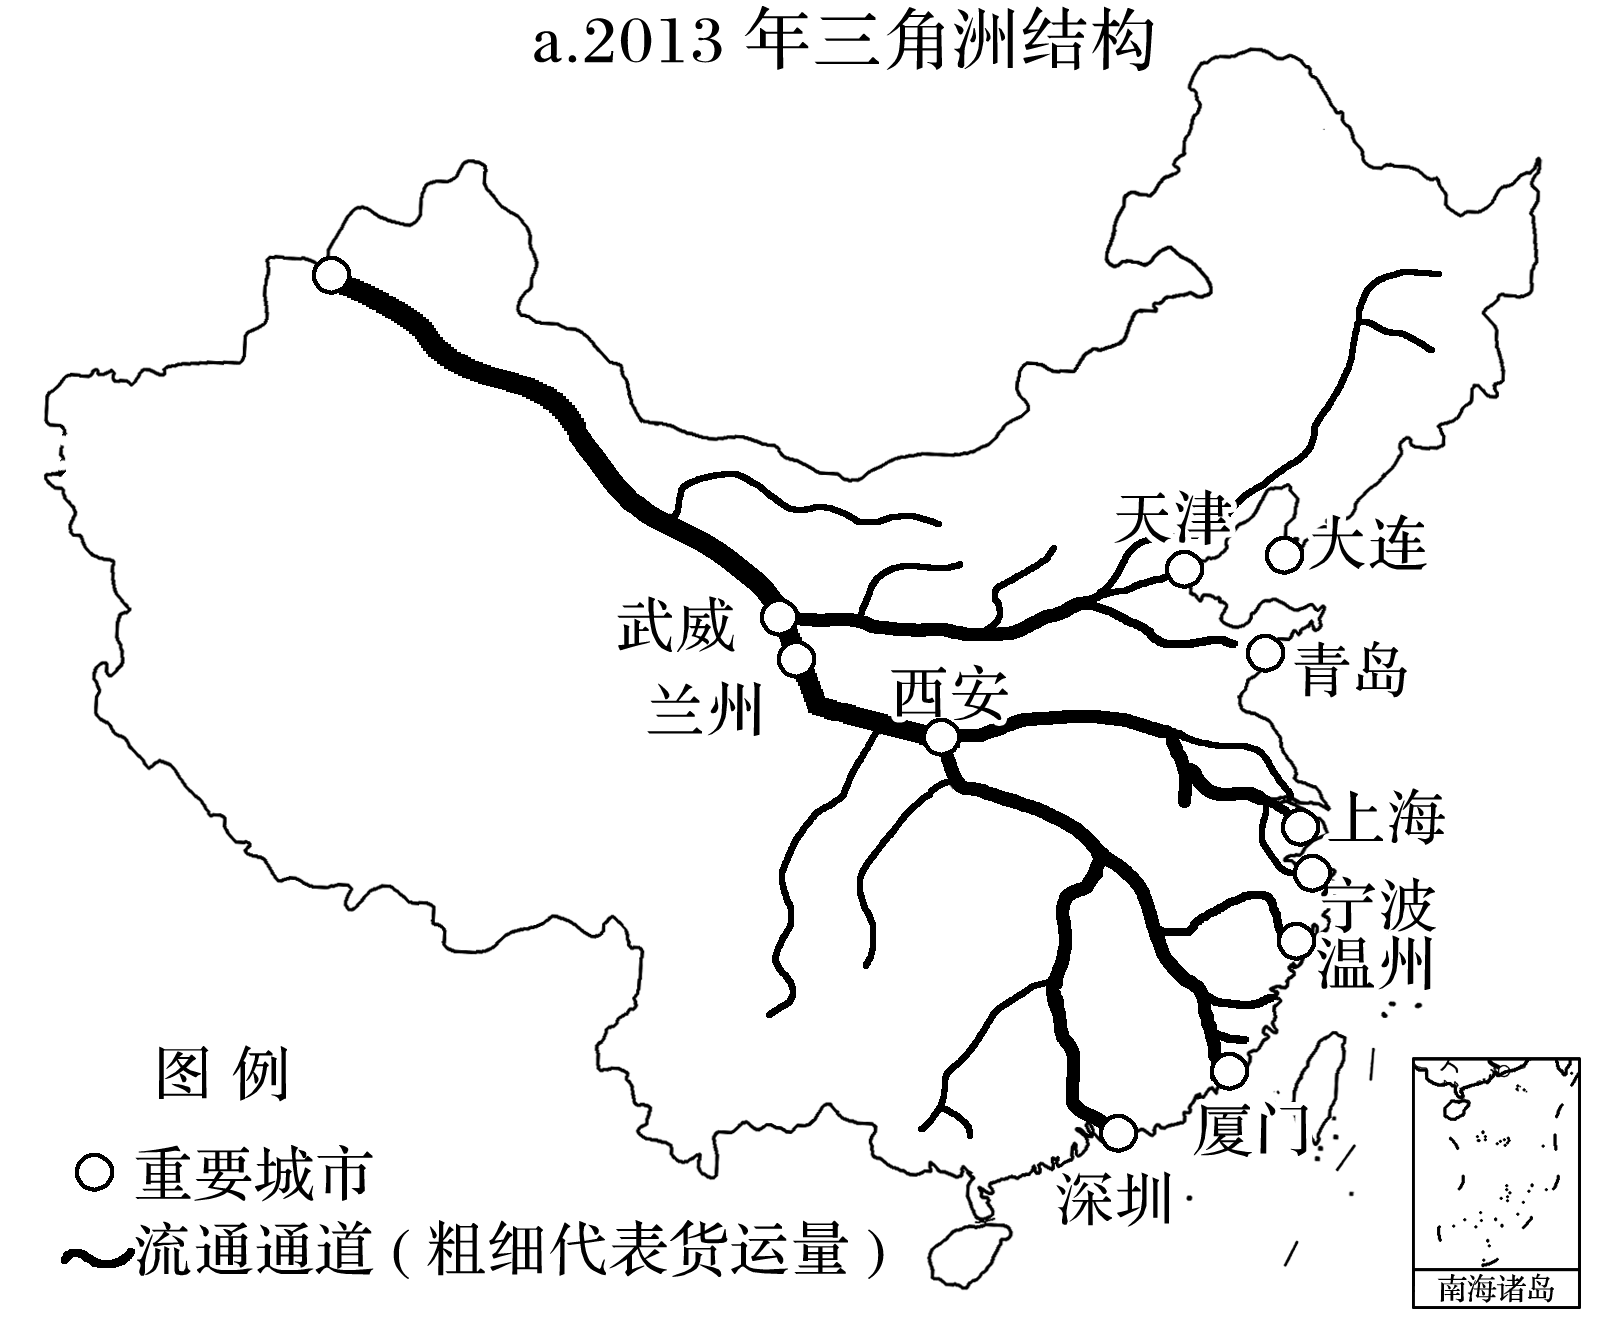 a.2013 年三角洲结构
天津
大连
武威
青岛
兰州
西安
上海
宁波
温州
厦门
深圳
图 例
重要城市
流通通道(粗细代表货运量)
南海诸岛